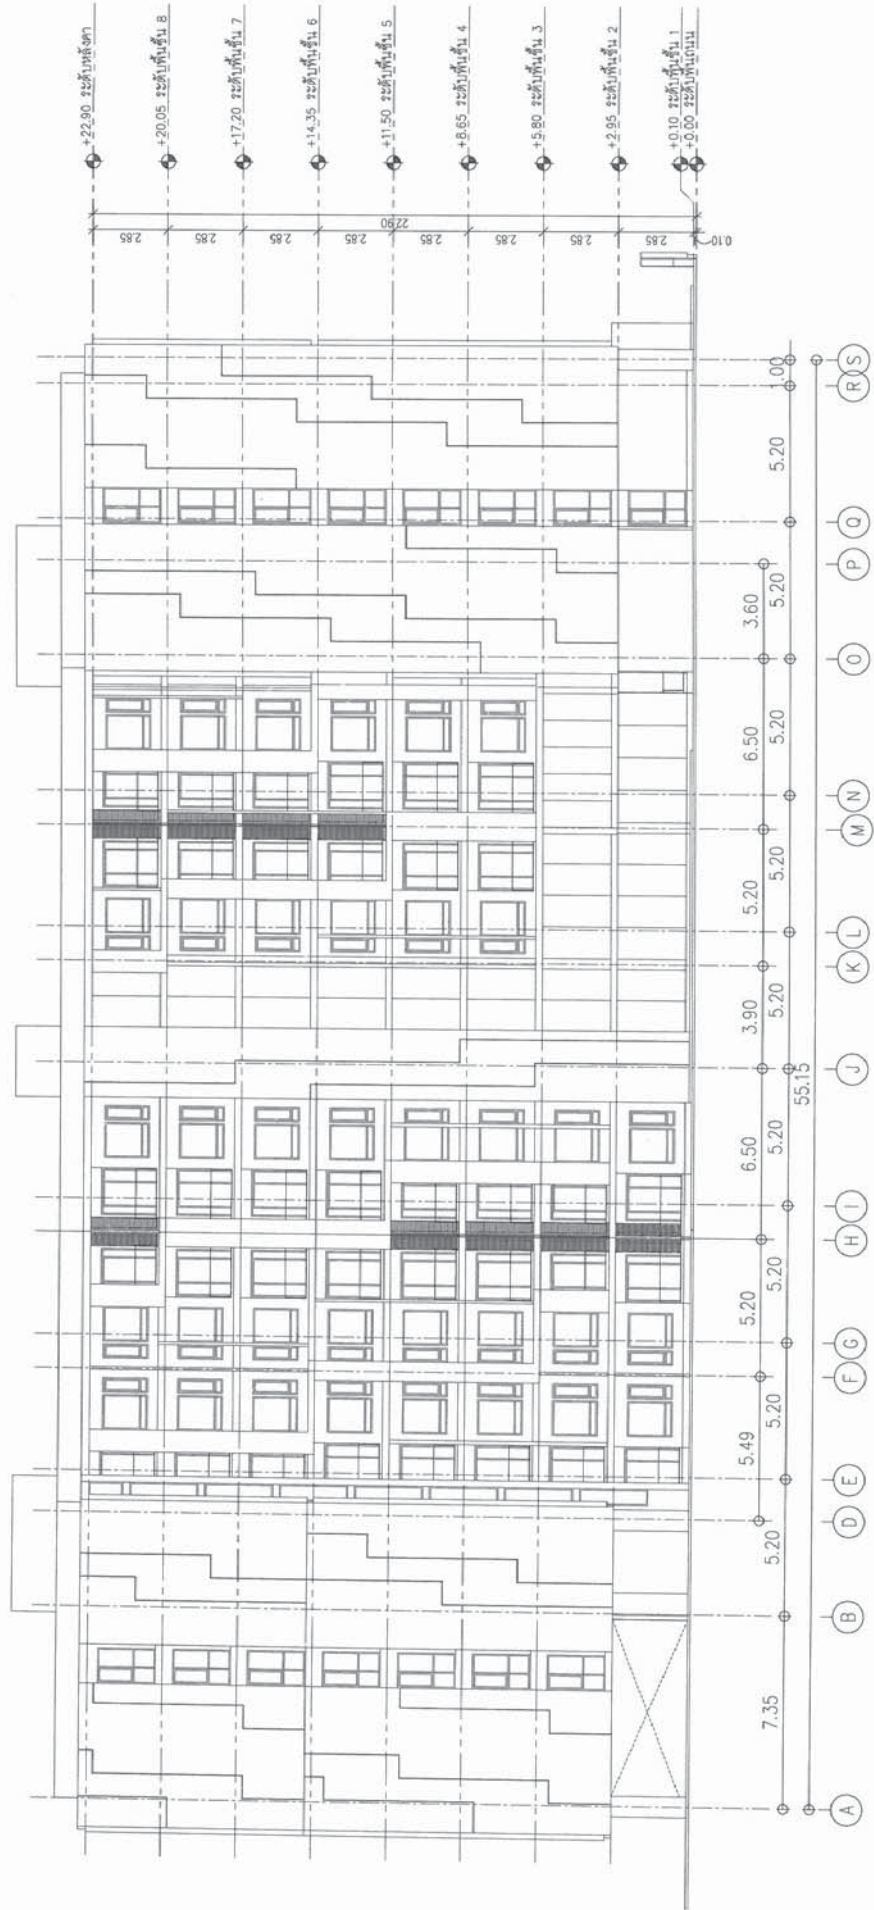 +22.90 ระดับหลังคา
+20.05 ระดับพื้นชั้น 8
+17.20 ระดับพื้นชั้น 7
+14.35 ระดับพื้นชั้น 6
+11.50 ระดับพื้นชั้น 5
+8.65 ระดับพื้นชั้น 4
+5.80 ระดับพื้นชั้น 3
+2.95 ระดับพื้นชั้น 2
+0.10 ระดับพื้นชั้น 1
+0.00 ระดับพื้นถนน
22.90
2.85
2.85
2.85
2.85
2.85
2.85
2.85
2.85
0.10
5.49 5.20 6.50 3.90 5.20 6.50 3.60
7.35 5.20 5.20 5.20 5.20 5.20 5.20 5.20 5.20 5.20 1.00
55.15
A B D E F G H I J K L M N O P Q R S